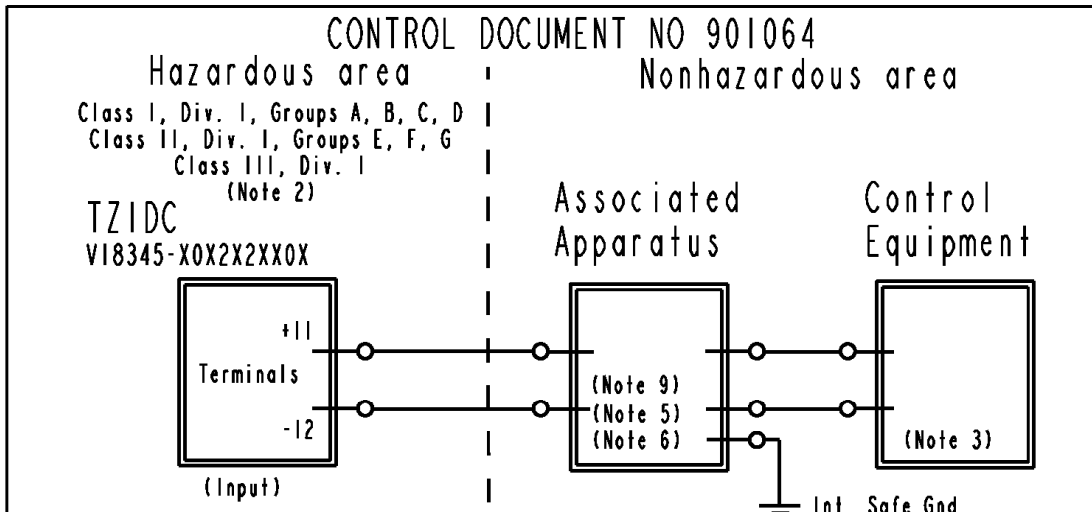 CONTROL DOCUMENT NO 901064
Hazardous area
Nonhazardous area
Class I, Div. I, Groups A, B, C, D
Class II, Div. I, Groups E, F, G
Class III, Div. I
(Note 2)
TZIDC
V18345-X0X2X2XX0X
Associated
Apparatus
Control
Equipment
+11
Terminals
-12
(Input)
(Note 9)
(Note 5)
(Note 6)
(Note 3)
Int. Safe Gnd